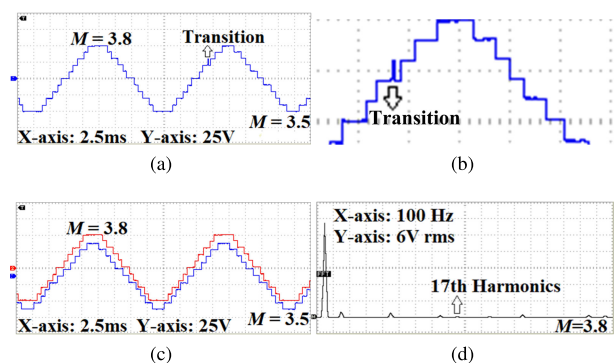 M = 3.8
Transition
M = 3.5
X-axis: 2.5ms Y-axis: 25V
(a)
Transition
(b)
M = 3.8
M = 3.5
X-axis: 2.5ms Y-axis: 25V
(c)
X-axis: 100 Hz
Y-axis: 6V rms
17th Harmonics
M=3.8
(d)